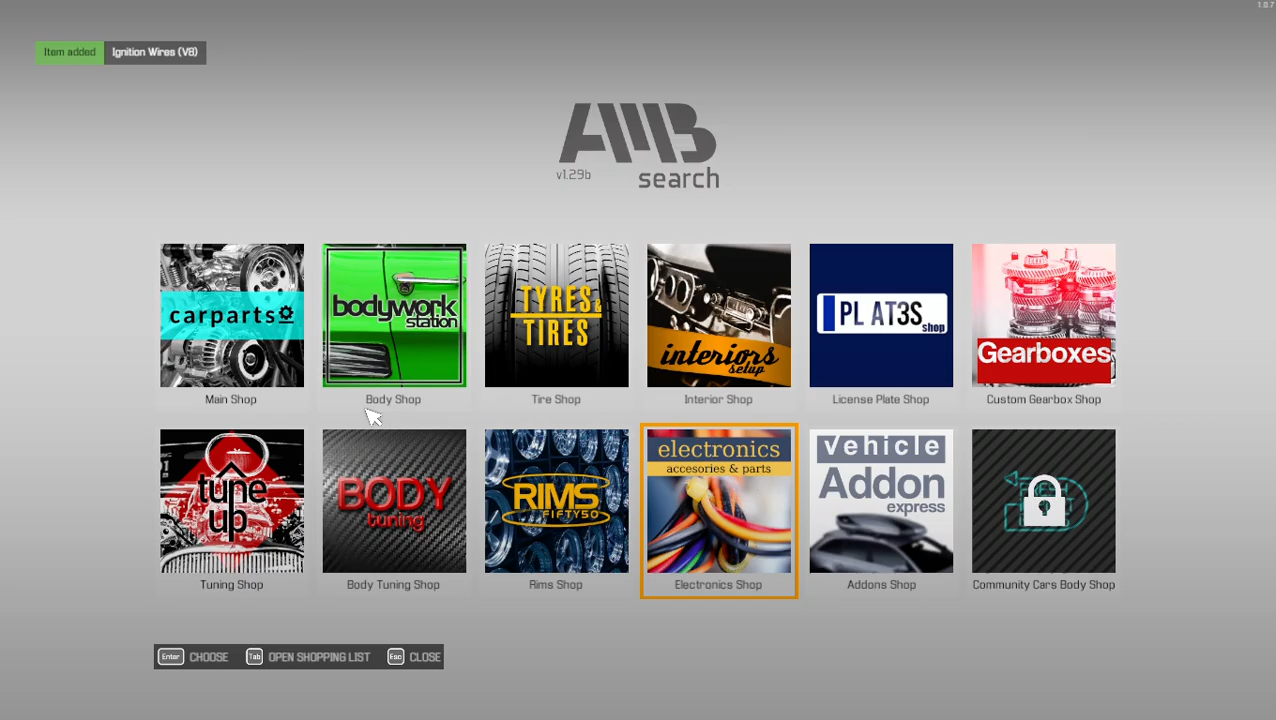 1.0.7
Item added Ignition Wires (V8)
AMB
v1.29b search
carparts
bodywork
station
TYRES &
TIRES
interiors
setup
PL AT3S
shop
Gearboxes
Main Shop
Body Shop
Tire Shop
Interior Shop
License Plate Shop
Custom Gearbox Shop
tune
up
BODY
tuning
RIMS
FIFTY50
electronics
accesories & parts
vehicle
Addon
express
Tuning Shop
Body Tuning Shop
Rims Shop
Electronics Shop
Addons Shop
Community Cars Body Shop
Enter CHOOSE Tab OPEN SHOPPING LIST Esc CLOSE